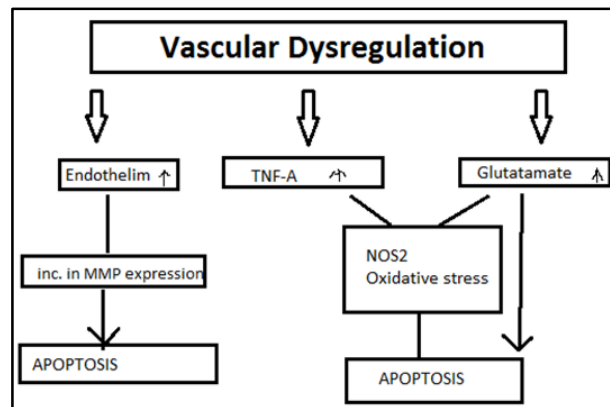 Vascular Dysregulation
Endothelim ↑
TNF-A ↑
Glutatamate ↑
inc. in MMP expression
NOS2
Oxidative stress
APOPTOSIS
APOPTOSIS